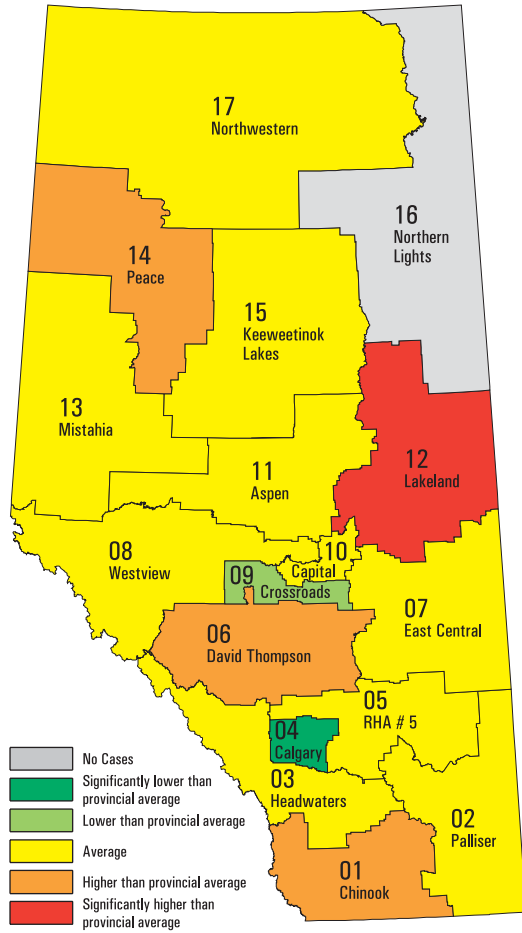 17
Northwestern
16
Northern
Lights
14
Peace
15
Keeweetinok
Lakes
13
Mistahia
12
Lakeland
11
Aspen
10
Capital
08
Westview
09
Crossroads
07
East Central
06
David Thompson
05
RHA # 5
04
Calgary
03
Headwaters
02
Palliser
01
Chinook
No Cases
Significantly lower than
provincial average
Lower than provincial average
Average
Higher than provincial average
Significantly higher than
provincial average